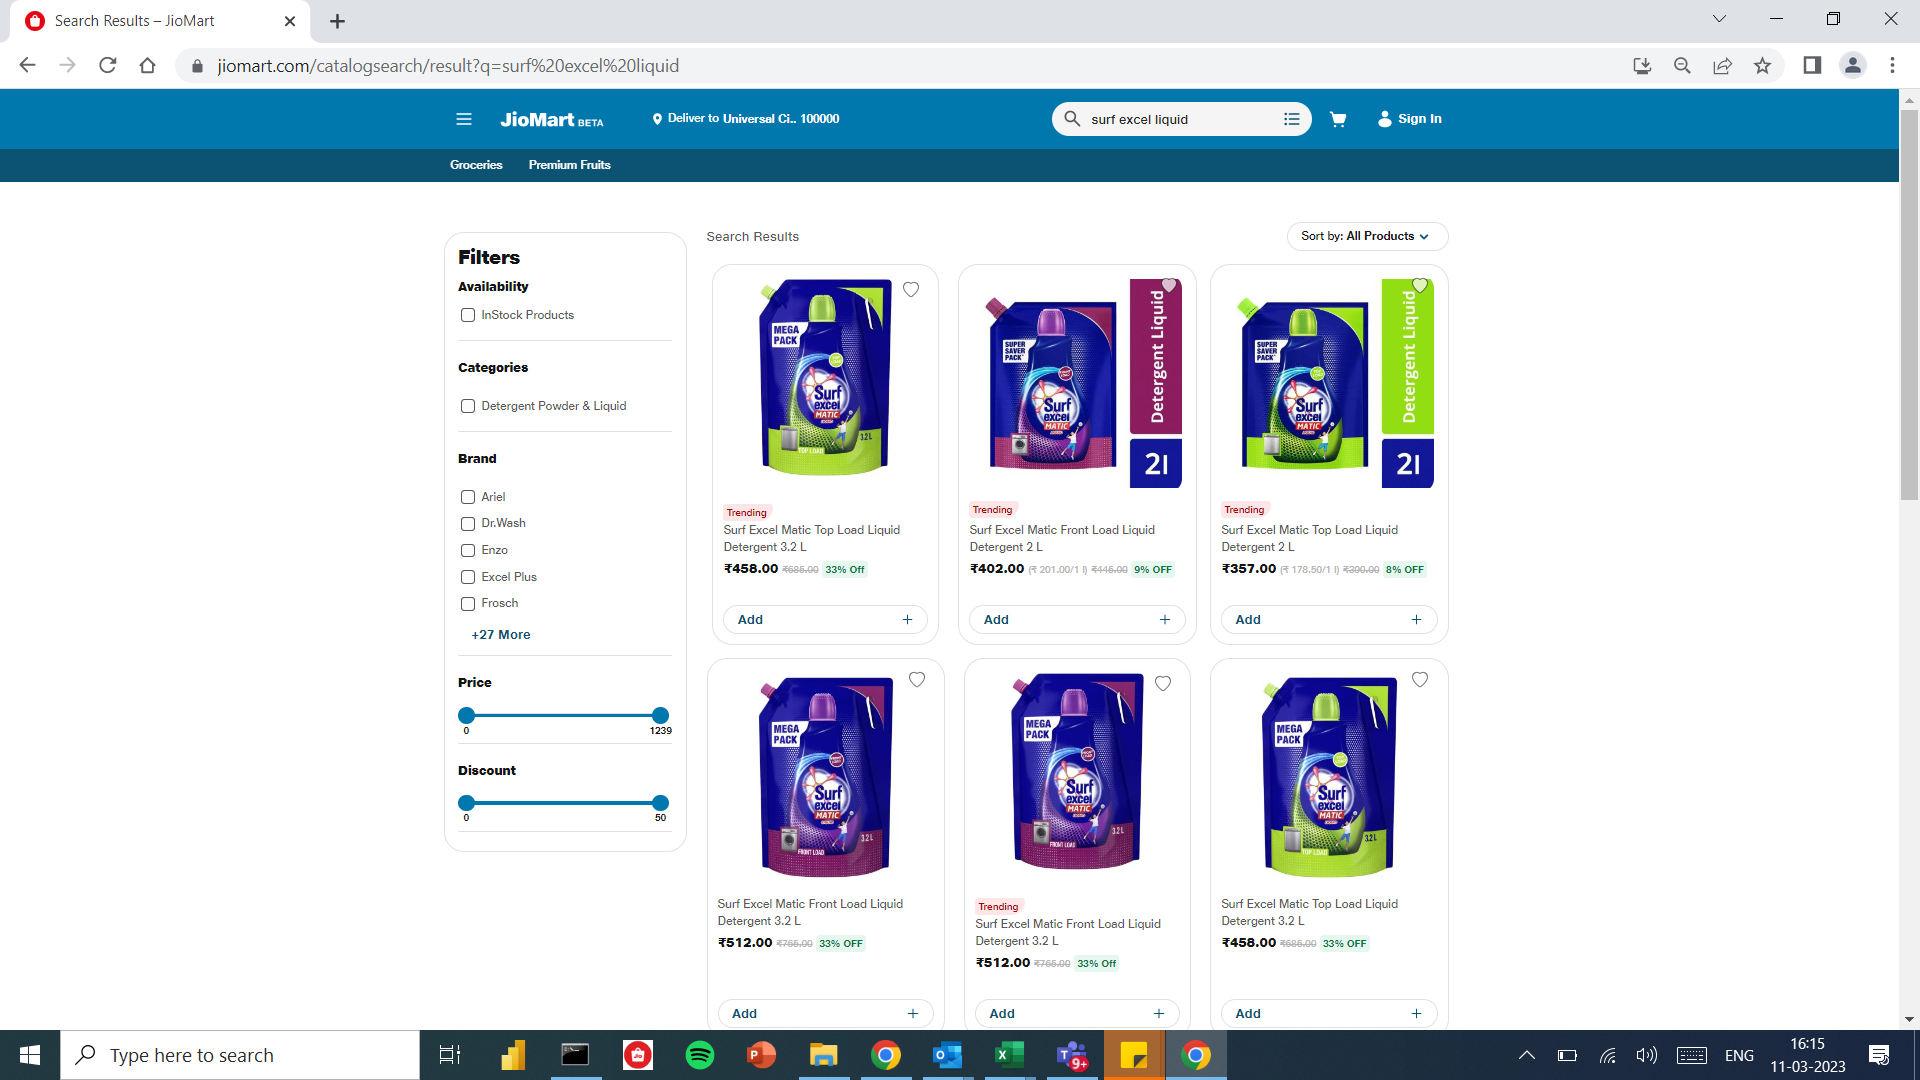 Search Results – JioMart
jiomart.com/catalogsearch/result?q=surf%20excel%20liquid
JioMart BETA
Deliver to Universal Ci.. 100000
surf excel liquid
Sign In
Groceries
Premium Fruits
Filters
Availability
InStock Products
Categories
Detergent Powder & Liquid
Brand
Ariel
Dr.Wash
Enzo
Excel Plus
Frosch
+27 More
Price
0
1239
Discount
0
50
Search Results
Sort by: All Products
MEGA
PACK
Surf
excel
MATIC
TOP LOAD
3.2 L
Trending
Surf Excel Matic Top Load Liquid
Detergent 3.2 L
₹458.00 ₹685.00 33% Off
Add +
SUPER
SAVER
PACK
Surf
excel
MATIC
Detergent Liquid
2l
Trending
Surf Excel Matic Front Load Liquid
Detergent 2 L
₹402.00 (₹ 201.00/1 l) ₹445.00 9% OFF
Add +
SUPER
SAVER
PACK
Surf
excel
MATIC
Detergent Liquid
2l
Trending
Surf Excel Matic Top Load Liquid
Detergent 2 L
₹357.00 (₹ 178.50/1 l) ₹390.00 8% OFF
Add +
MEGA
PACK
Surf
excel
MATIC
FRONT LOAD
3.2 L
Surf Excel Matic Front Load Liquid
Detergent 3.2 L
₹512.00 ₹765.00 33% OFF
Add +
MEGA
PACK
Surf
excel
MATIC
FRONT LOAD
3.2 L
Trending
Surf Excel Matic Front Load Liquid
Detergent 3.2 L
₹512.00 ₹765.00 33% Off
Add +
MEGA
PACK
Surf
excel
MATIC
TOP LOAD
3.2 L
Surf Excel Matic Top Load Liquid
Detergent 3.2 L
₹458.00 ₹685.00 33% OFF
Add +
Type here to search
9+
ENG
16:15
11-03-2023